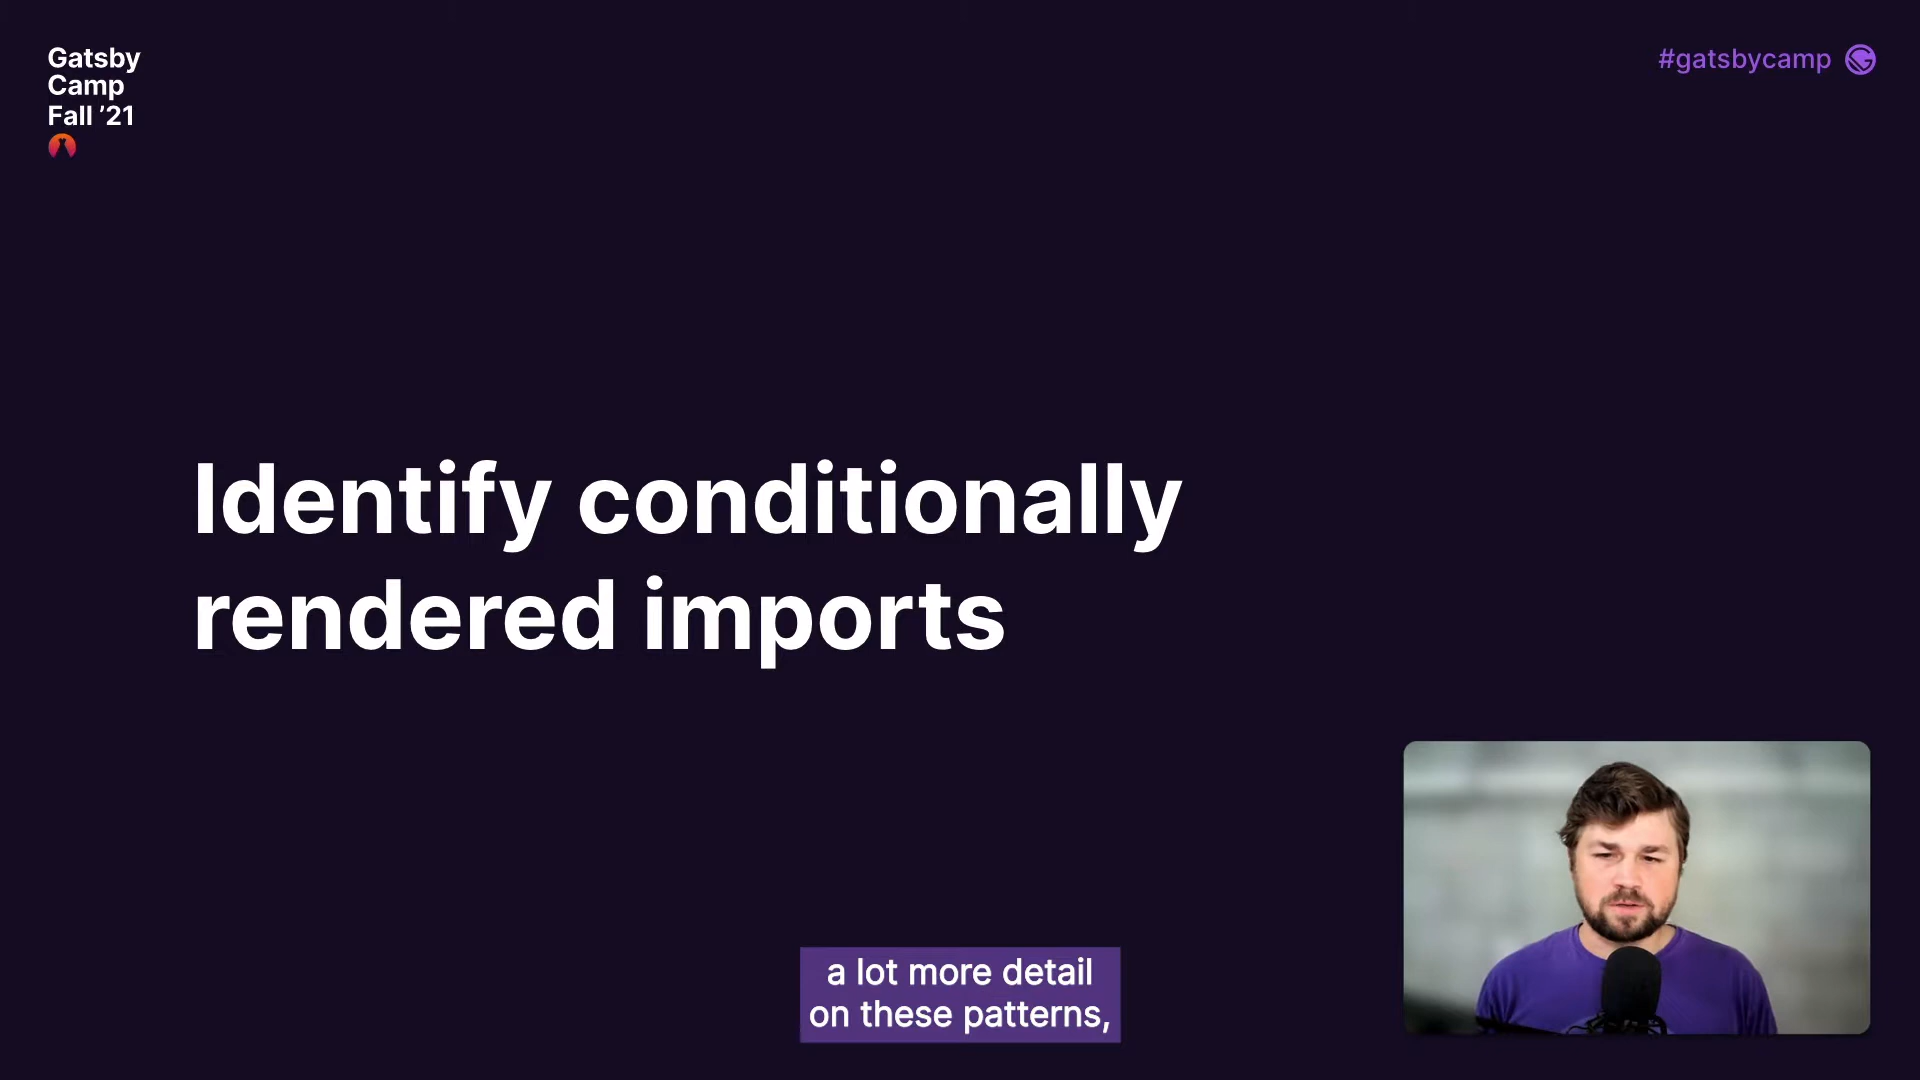 Gatsby
Camp
Fall ’21
#gatsbycamp
Identify conditionally
rendered imports
a lot more detail
on these patterns,